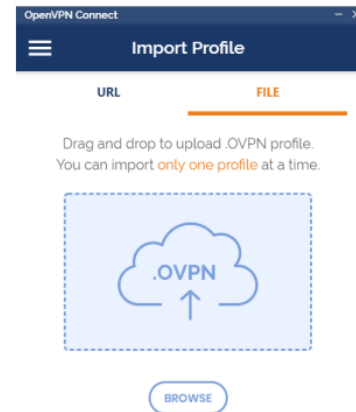 OpenVPN Connect
Import Profile
URL
FILE
Drag and drop to upload .OVPN profile.
You can import only one profile at a time.
.OVPN
BROWSE